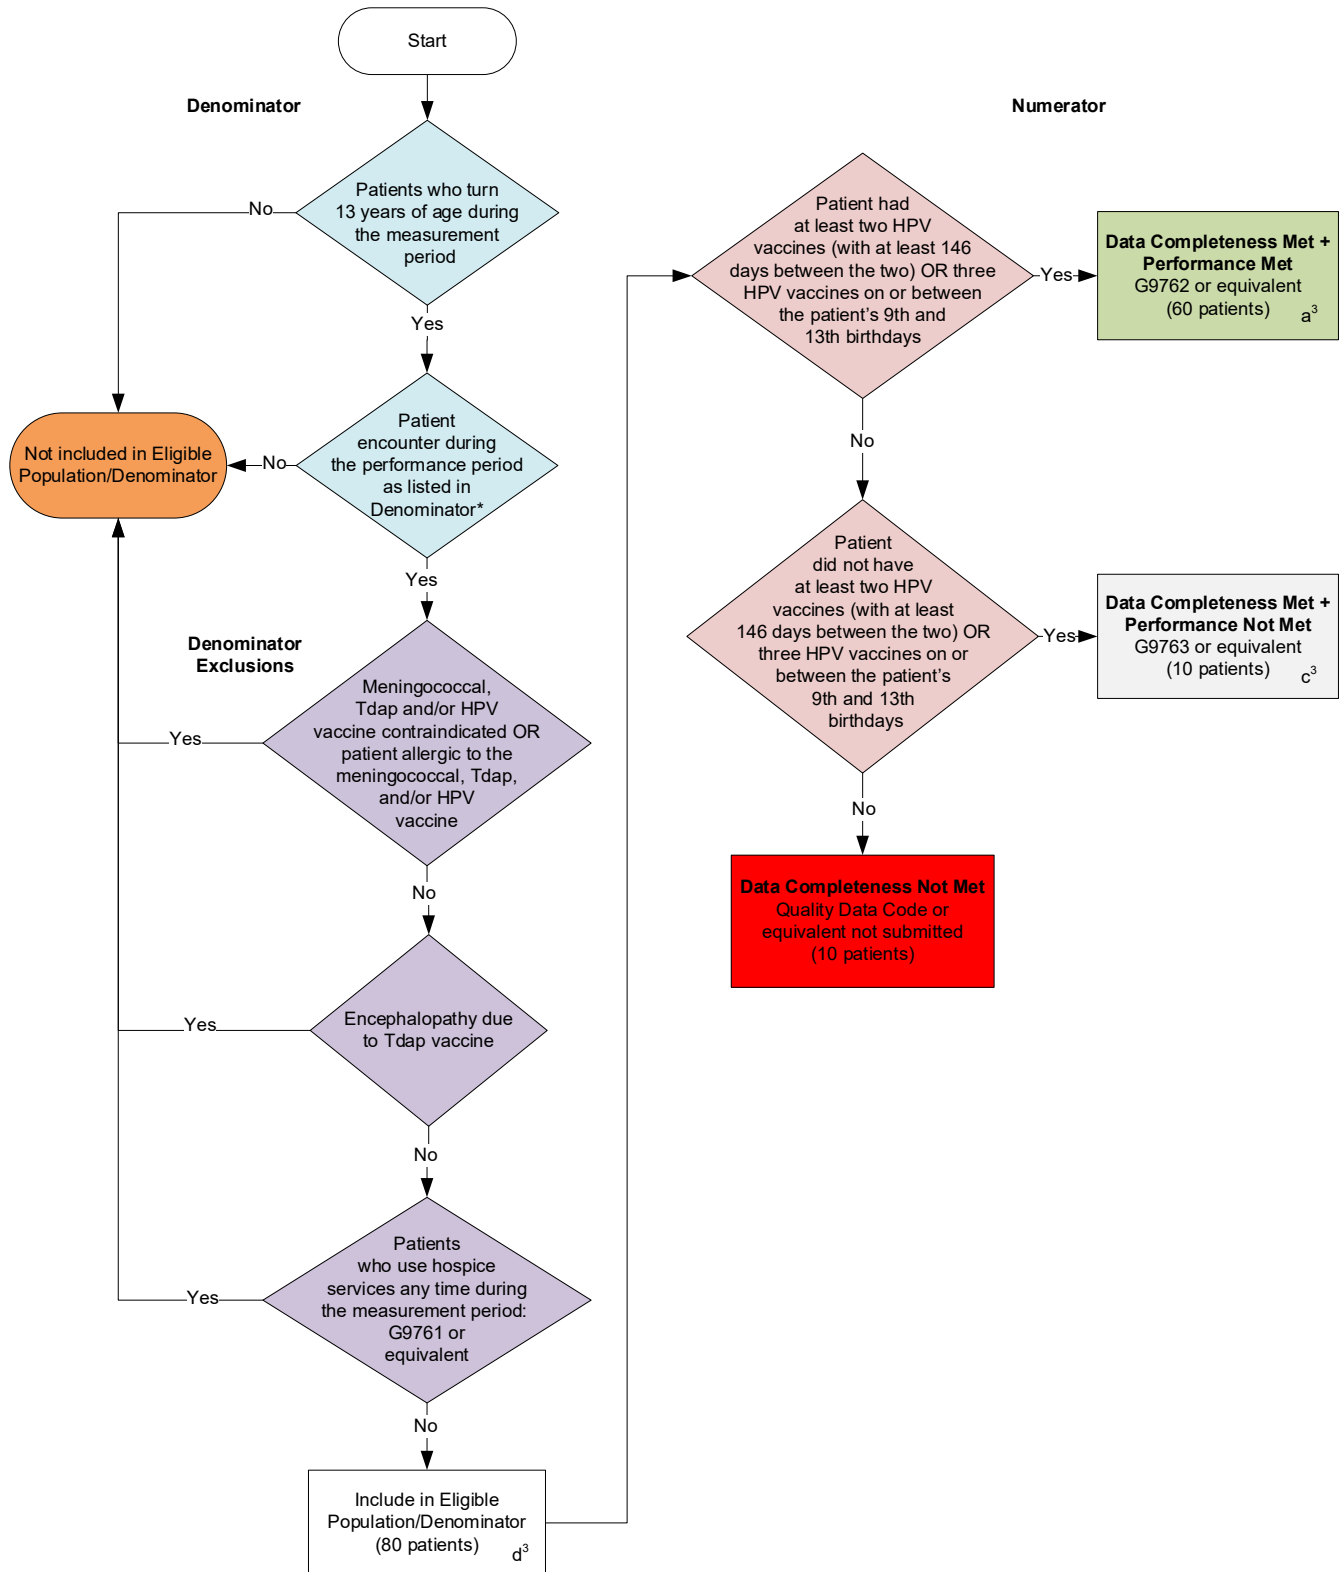 Start
Denominator
Patients who turn
13 years of age during
the measurement
period
No
Yes
Patient
encounter during
the performance period
as listed in
Denominator*
No
Not included in Eligible
Population/Denominator
Yes
Denominator
Exclusions
Meningococcal,
Tdap and/or HPV
vaccine contraindicated OR
patient allergic to the
meningococcal, Tdap,
and/or HPV
vaccine
Yes
No
Encephalopathy due
to Tdap vaccine
Yes
No
Patients
who use hospice
services any time during
the measurement period:
G9761 or
equivalent
Yes
No
Include in Eligible
Population/Denominator
(80 patients)
d³
Numerator
Patient had
at least two HPV
vaccines (with at least 146
days between the two) OR three
HPV vaccines on or between
the patient’s 9th and
13th birthdays
Yes
Data Completeness Met +
Performance Met
G9762 or equivalent
(60 patients)
a³
No
Patient
did not have
at least two HPV
vaccines (with at least
146 days between the two) OR
three HPV vaccines on or
between the patient’s
9th and 13th
birthdays
Yes
Data Completeness Met +
Performance Not Met
G9763 or equivalent
(10 patients)
c³
No
Data Completeness Not Met
Quality Data Code or
equivalent not submitted
(10 patients)